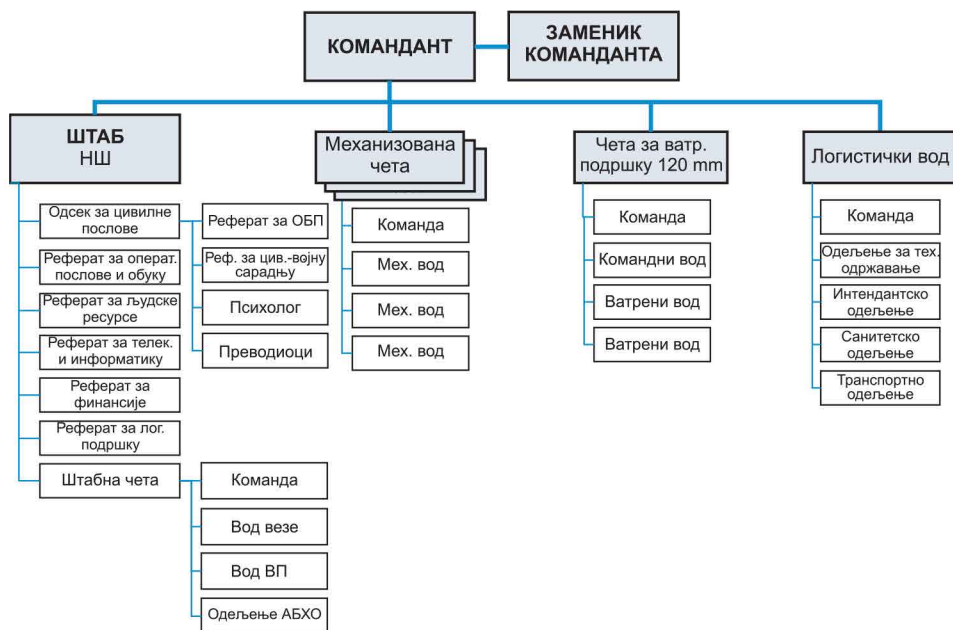 КОМАНДАНТ
ЗАМЕНИК
КОМАНДАНТА
ШТАБ
НШ
Механизована
чета
Чета за ватр.
подршку 120 mm
Логистички вод
Одсек за цивилне
послове
Реферат за операт.
послове и обуку
Реферат за људске
ресурсе
Реферат за телек.
и информатику
Реферат за
финансије
Реферат за лог.
подршку
Штабна чета
Реферат за ОБП
Реф. за цив.-војну
сарадњу
Психолог
Преводиоци
Команда
Вод везе
Вод ВП
Одељење АБХО
Команда
Мех. вод
Мех. вод
Мех. вод
Команда
Командни вод
Ватрени вод
Ватрени вод
Команда
Одељење за тех.
одржавање
Интендантско
одељење
Санитетско
одељење
Транспортно
одељење